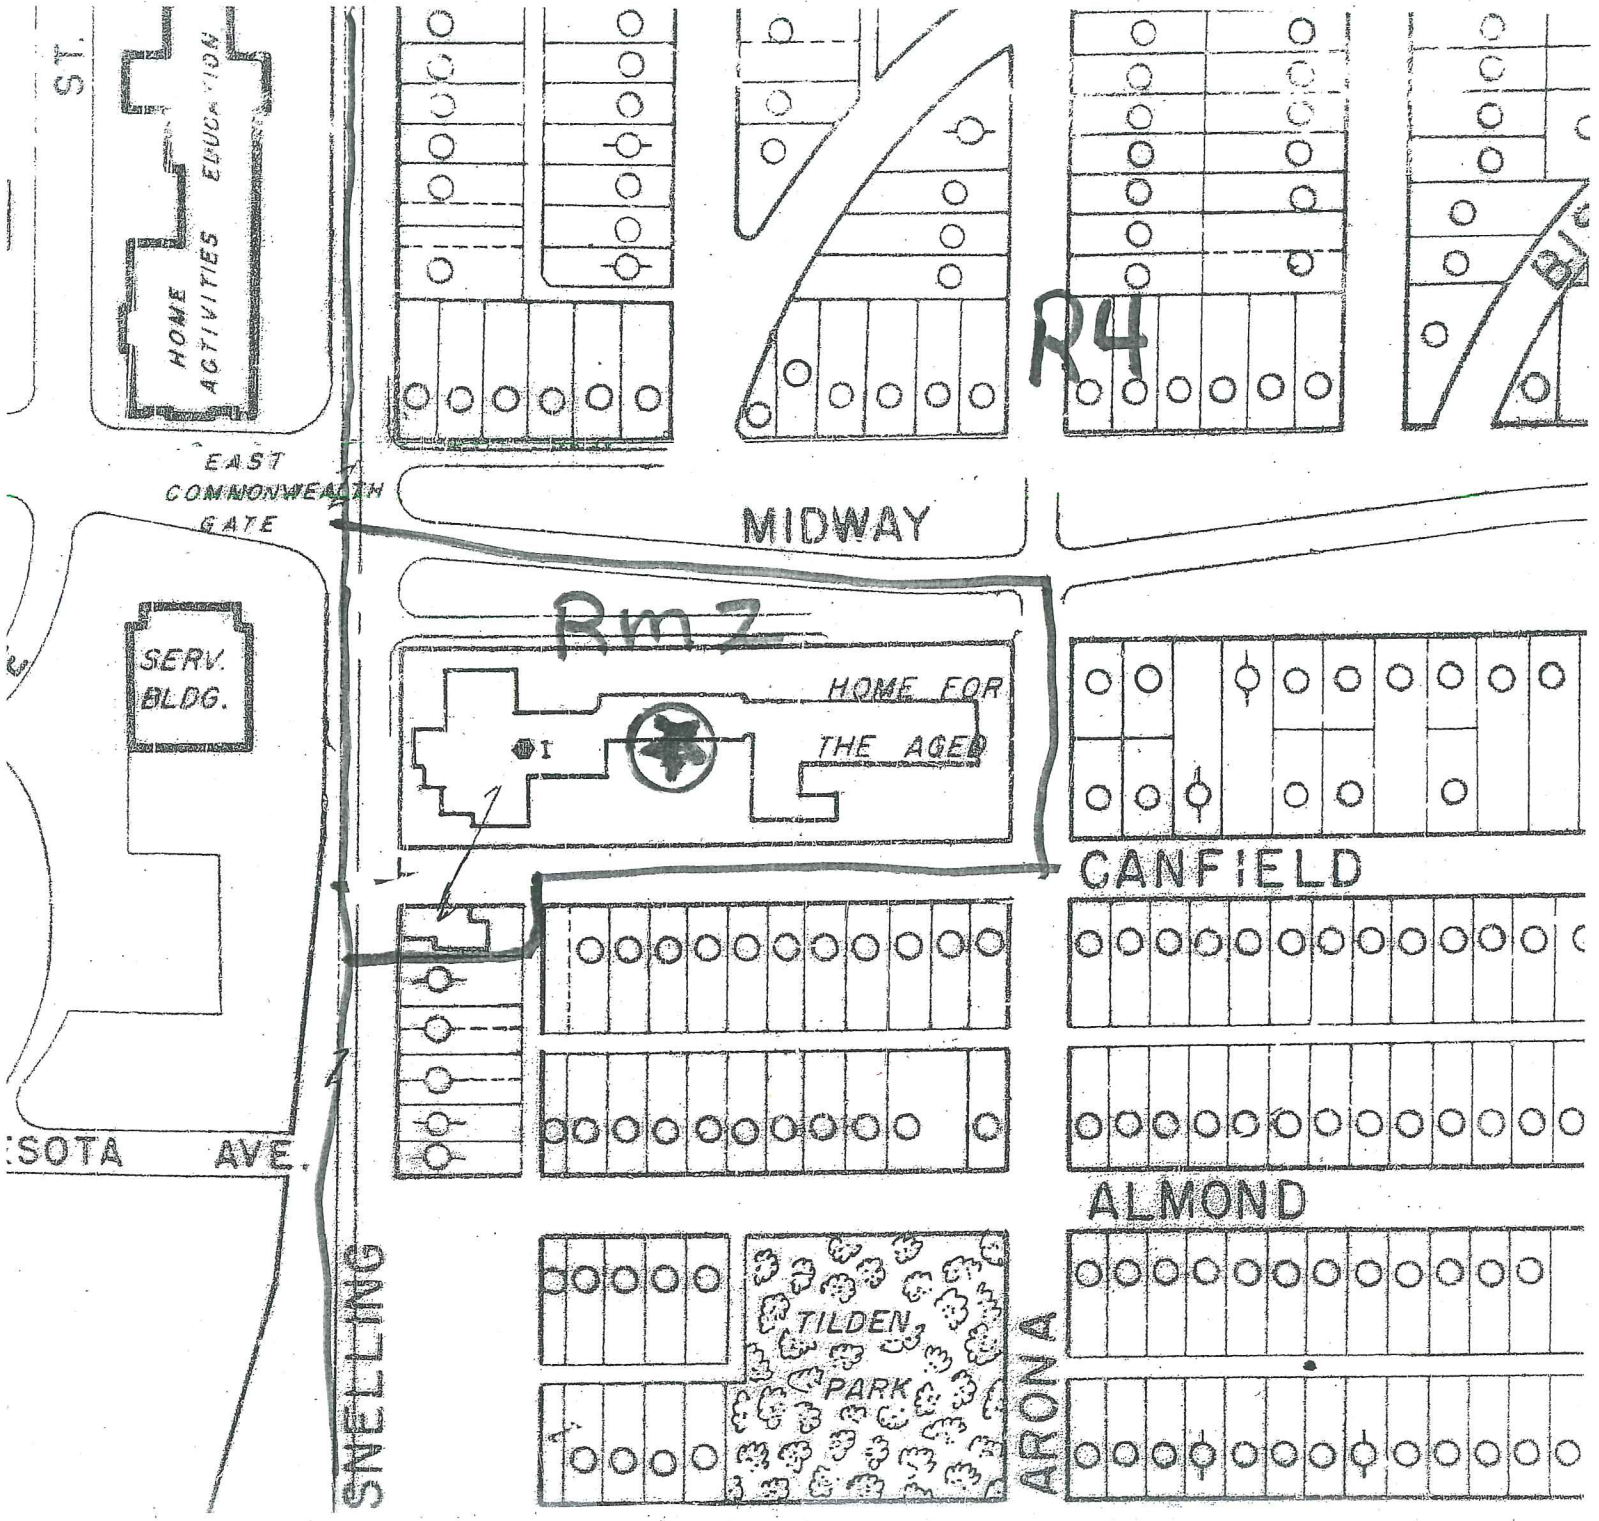 ST.
EDUCATION
HOME
ACTIVITIES
R4
EAST
COMMONWEALTH
GATE
MIDWAY
Rm2
SERV.
BLDG.
HOME FOR
I
THE AGED
CANFIELD
ESOTA AVE.
ALMOND
SNELLING
TILDEN
PARK
ARONA